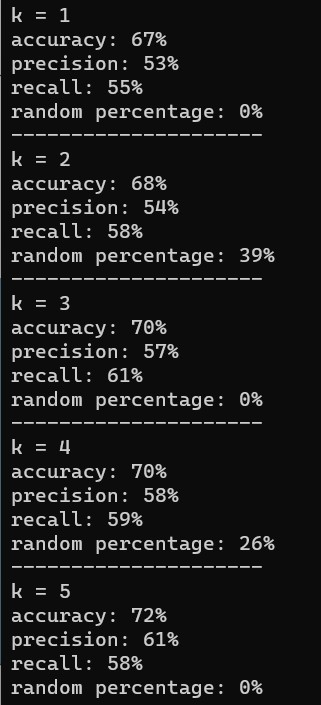 k = 1
accuracy: 67%
precision: 53%
recall: 55%
random percentage: 0%
---------------------
k = 2
accuracy: 68%
precision: 54%
recall: 58%
random percentage: 39%
---------------------
k = 3
accuracy: 70%
precision: 57%
recall: 61%
random percentage: 0%
---------------------
k = 4
accuracy: 70%
precision: 58%
recall: 59%
random percentage: 26%
---------------------
k = 5
accuracy: 72%
precision: 61%
recall: 58%
random percentage: 0%